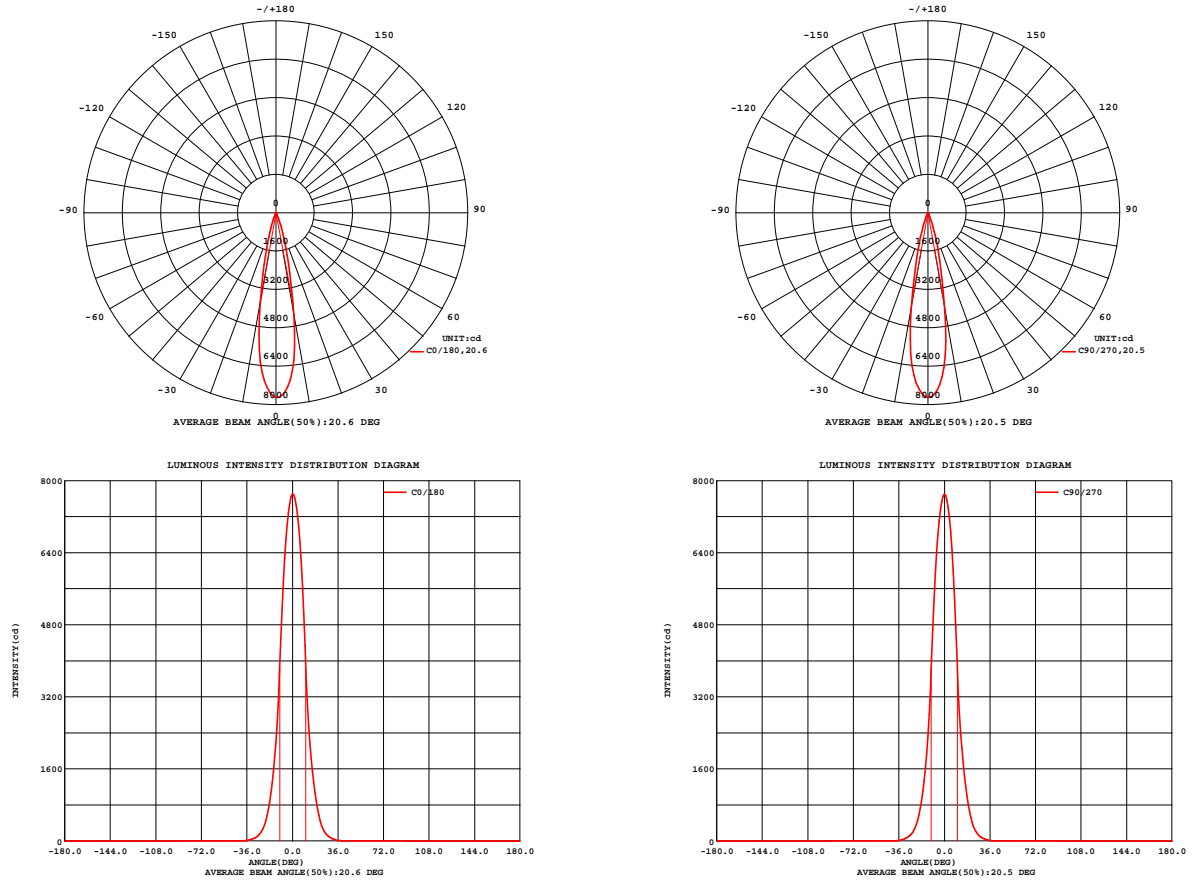 -/+180
-150 150
-120 120
-90 90
-60 60
-30 30
0
0
1600
3200
4800
6400
8000
UNIT:cd
C0/180,20.6
AVERAGE BEAM ANGLE(50%):20.6 DEG
-/+180
-150 150
-120 120
-90 90
-60 60
-30 30
0
0
1600
3200
4800
6400
8000
UNIT:cd
C90/270,20.5
AVERAGE BEAM ANGLE(50%):20.5 DEG
LUMINOUS INTENSITY DISTRIBUTION DIAGRAM
C0/180
INTENSITY(cd)
8000
6400
4800
3200
1600
0
-180.0 -144.0 -108.0 -72.0 -36.0 0.0 36.0 72.0 108.0 144.0 180.0
ANGLE(DEG)
AVERAGE BEAM ANGLE(50%):20.6 DEG
LUMINOUS INTENSITY DISTRIBUTION DIAGRAM
C90/270
INTENSITY(cd)
8000
6400
4800
3200
1600
0
-180.0 -144.0 -108.0 -72.0 -36.0 0.0 36.0 72.0 108.0 144.0 180.0
ANGLE(DEG)
AVERAGE BEAM ANGLE(50%):20.5 DEG